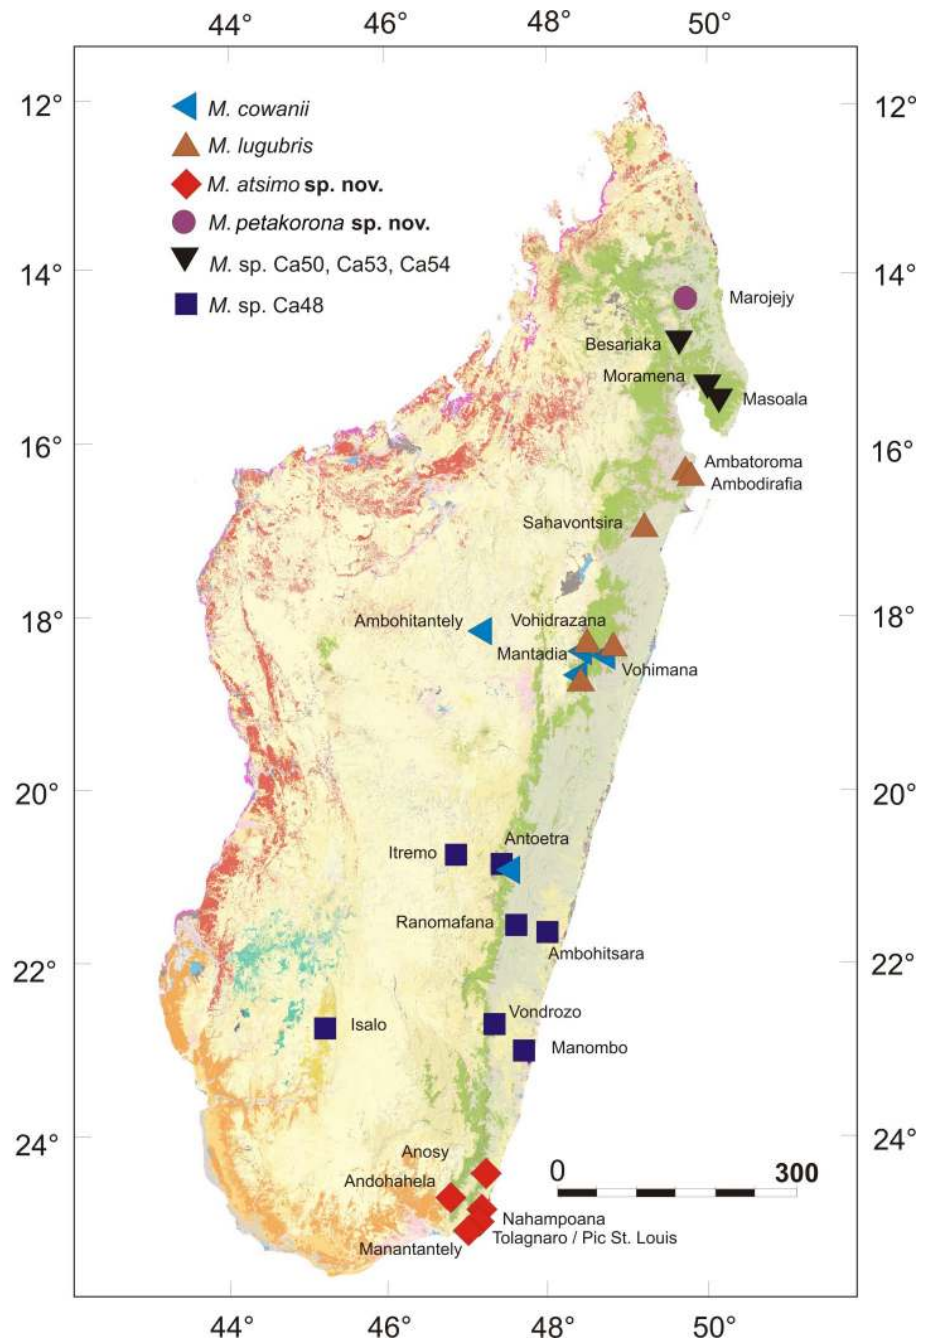 44° 46° 48° 50°
12° 12°
M. cowanii
M. lugubris
M. atsimo sp. nov.
M. petakorona sp. nov.
M. sp. Ca50, Ca53, Ca54
M. sp. Ca48
14° 14°
Marojejy
Besariaka
Moramena
Masoala
16° 16°
Ambatoroma
Ambodirafia
Sahavontsira
18° 18°
Ambohitantely
Vohidrazana
Mantadia
Vohimana
20° 20°
Antoetra
Itremo
Ranomafana
Ambohitsara
22° 22°
Vondrozo
Isalo
Manombo
24° 24°
Anosy
0 300
Andohahela
Nahampoana
Tolagnaro / Pic St. Louis
Manantantely
44° 46° 48° 50°